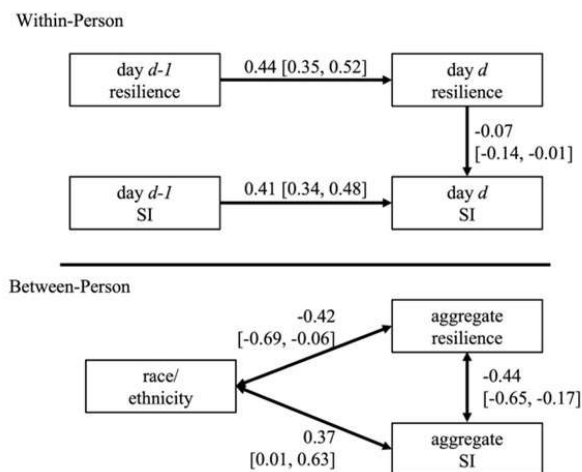 Within-Person
day d-1
resilience
0.44 [0.35, 0.52]
day d
resilience
-0.07
[-0.14, -0.01]
day d-1
SI
0.41 [0.34, 0.48]
day d
SI
Between-Person
-0.42
[-0.69, -0.06]
aggregate
resilience
race/
ethnicity
-0.44
[-0.65, -0.17]
0.37
[0.01, 0.63]
aggregate
SI